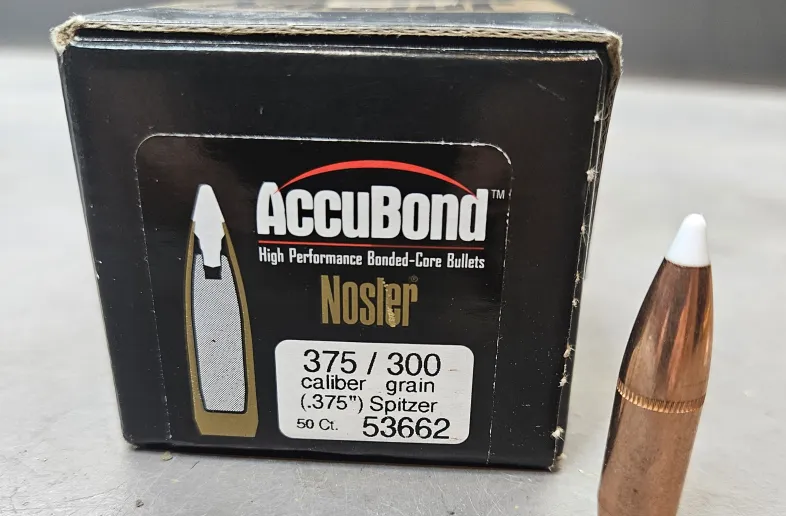 AccuBond™
High Performance Bonded-Core Bullets
Nosler®
375 / 300
caliber grain
(.375") Spitzer
50 Ct. 53662